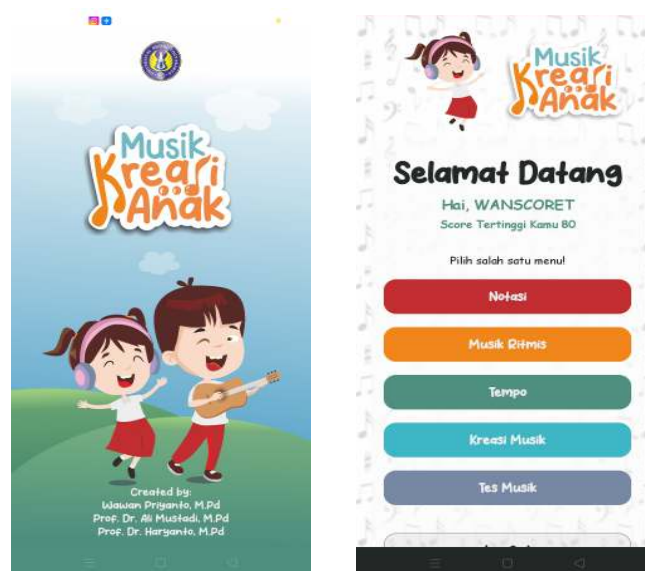 Musik
Kreasi
Anak
Created by:
Wawan Priyanto, M.Pd
Prof. Dr. Ali Mustadi, M.Pd
Prof. Dr. Haryanto, M.Pd
Musik
Kreasi
Anak
Selamat Datang
Hai, WANSCORET
Score Tertinggi Kamu 80
Pilih salah satu menu!
Notasi
Musik Ritmis
Tempo
Kreasi Musik
Tes Musik